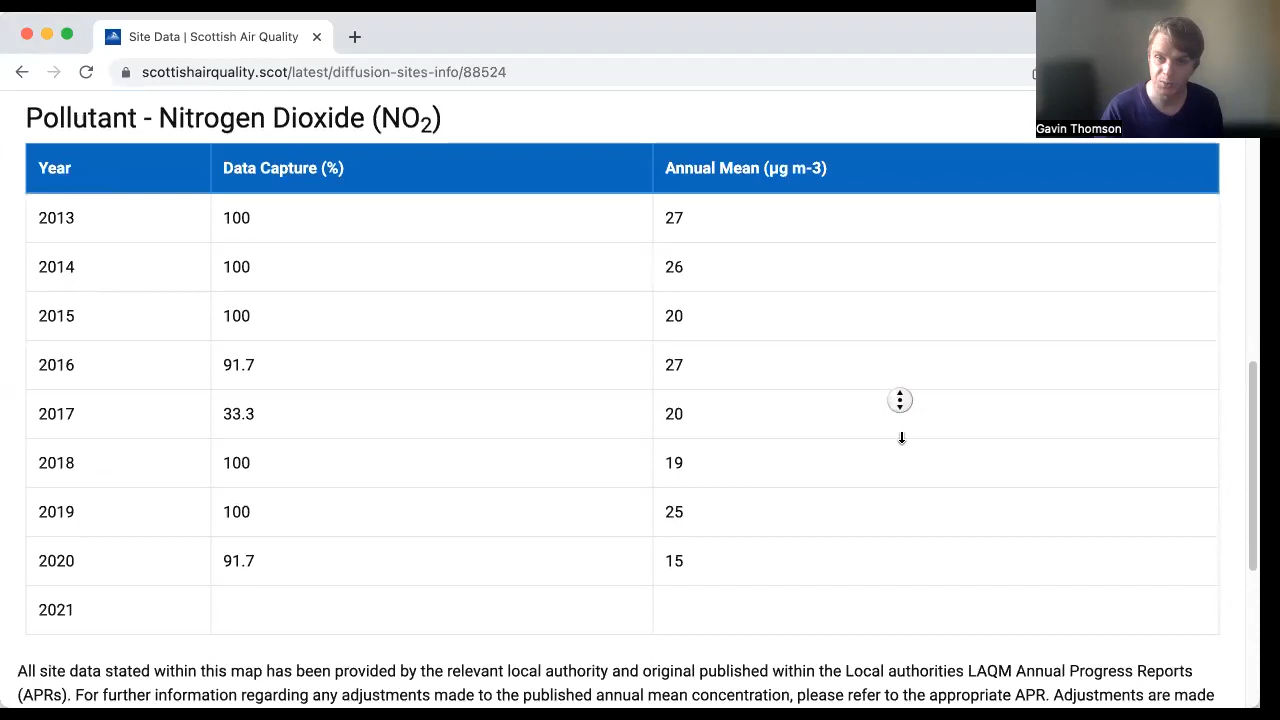 Site Data | Scottish Air Quality
scottishairquality.scot/latest/diffusion-sites-info/88524
Gavin Thomson
Pollutant - Nitrogen Dioxide (NO₂)
Year Data Capture (%) Annual Mean (µg m-3)
2013 100 27
2014 100 26
2015 100 20
2016 91.7 27
2017 33.3 20
2018 100 19
2019 100 25
2020 91.7 15
2021
All site data stated within this map has been provided by the relevant local authority and original published within the Local authorities LAQM Annual Progress Reports
(APRs). For further information regarding any adjustments made to the published annual mean concentration, please refer to the appropriate APR. Adjustments are made